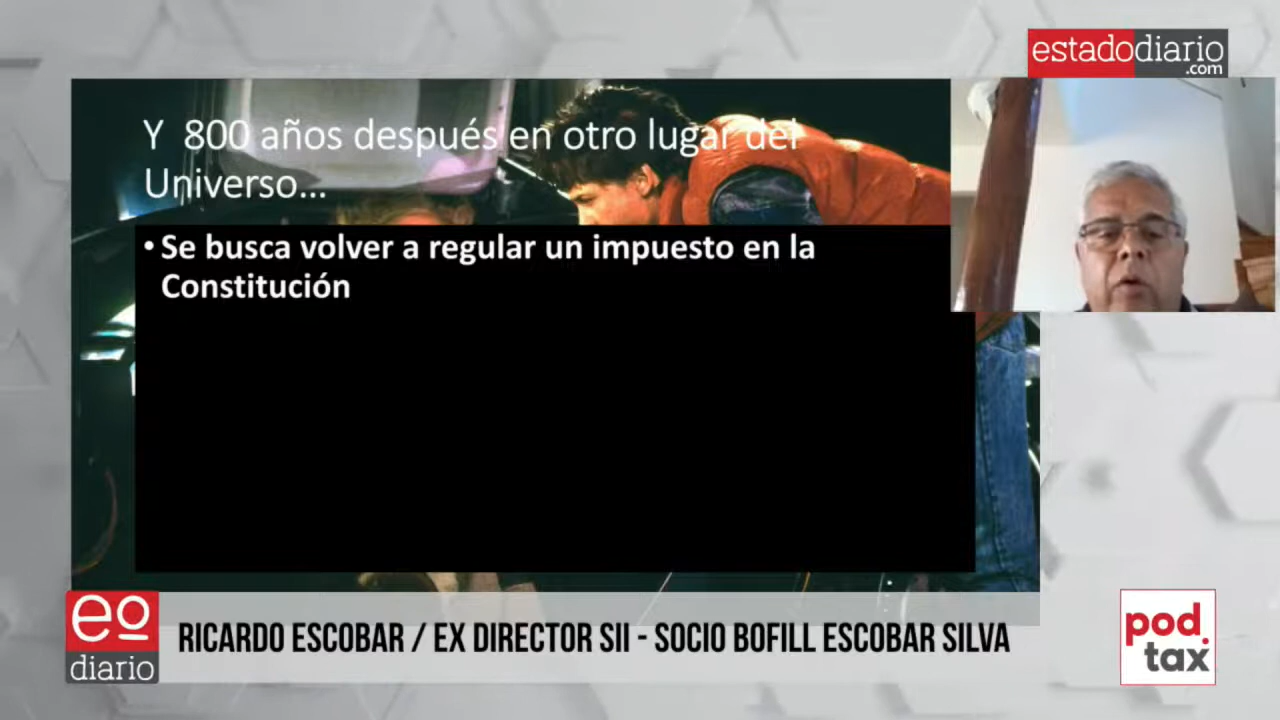 estadodiario
.com
Y 800 años después en otro lugar del
Universo...
• Se busca volver a regular un impuesto en la
Constitución
eo
diario
RICARDO ESCOBAR / EX DIRECTOR SII - SOCIO BOFILL ESCOBAR SILVA
pod.
tax